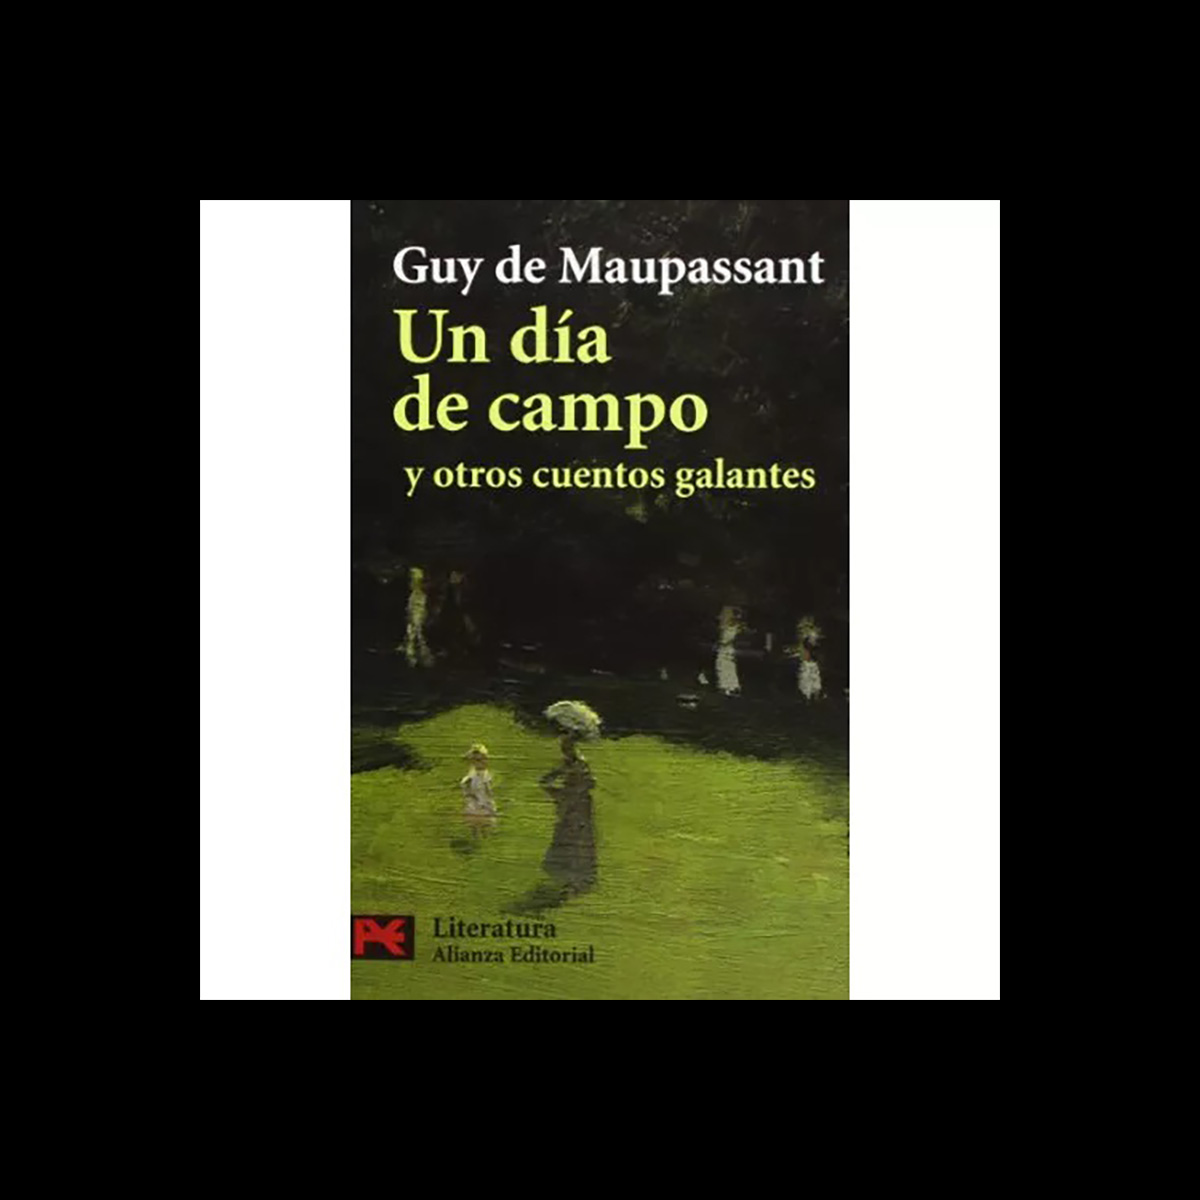 Guy de Maupassant
Un día
de campo
y otros cuentos galantes
Literatura
Alianza Editorial